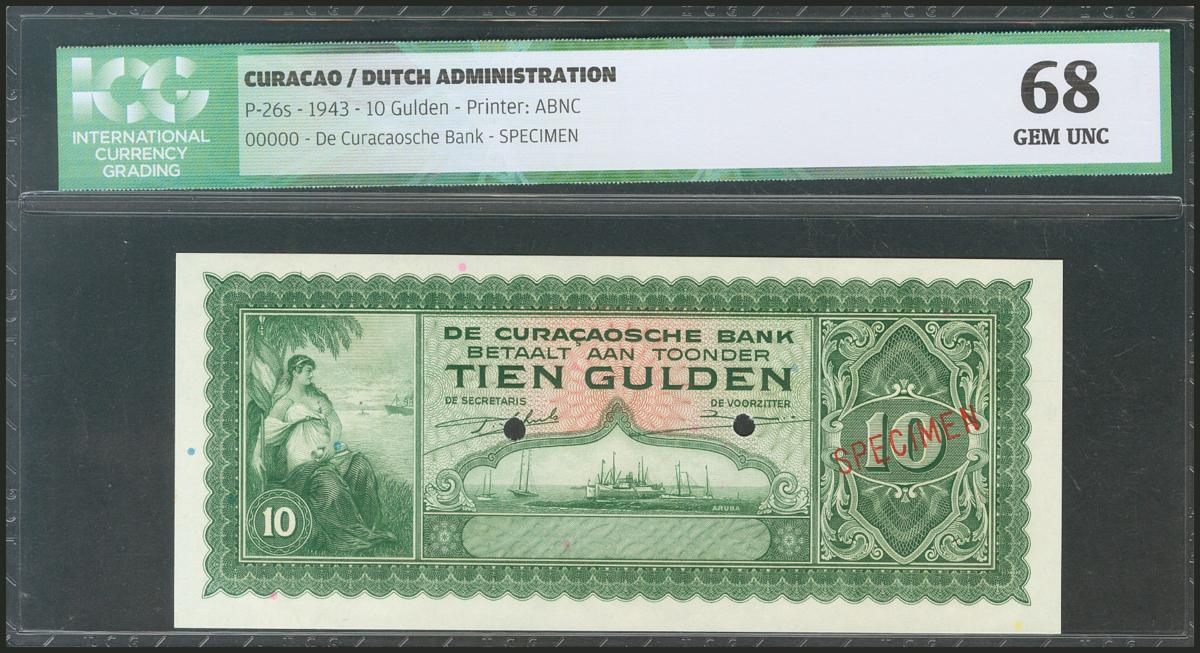 ICG
INTERNATIONAL
CURRENCY
GRADING
CURACAO / DUTCH ADMINISTRATION
P-26s - 1943 - 10 Gulden - Printer: ABNC
00000 - De Curacaosche Bank - SPECIMEN
68
GEM UNC
DE CURAÇAOSCHE BANK
BETAALT AAN TOONDER
TIEN GULDEN
DE SECRETARIS DE VOORZITTER
10
SPECIMEN
ARUBA
10